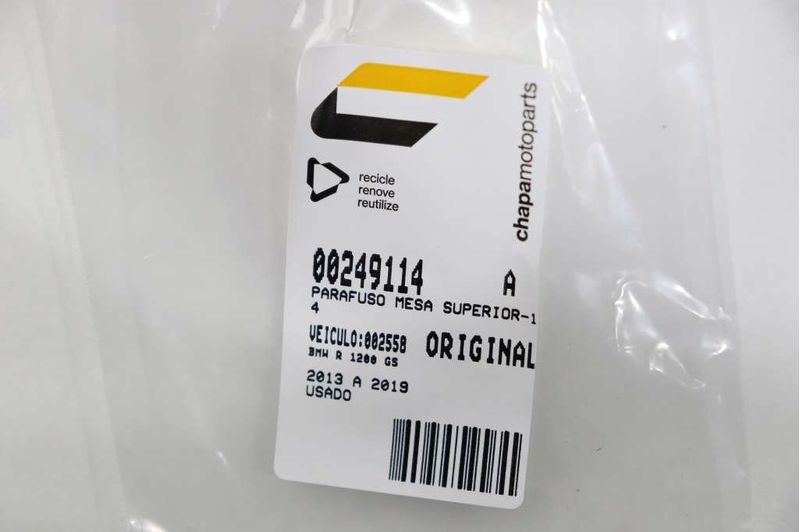 chapamotoparts
recicle
renove
reutilize
00249114 A
PARAFUSO MESA SUPERIOR-1
4
VEICULO:002558 ORIGINAL
BMW R 1200 GS
2013 A 2019
USADO